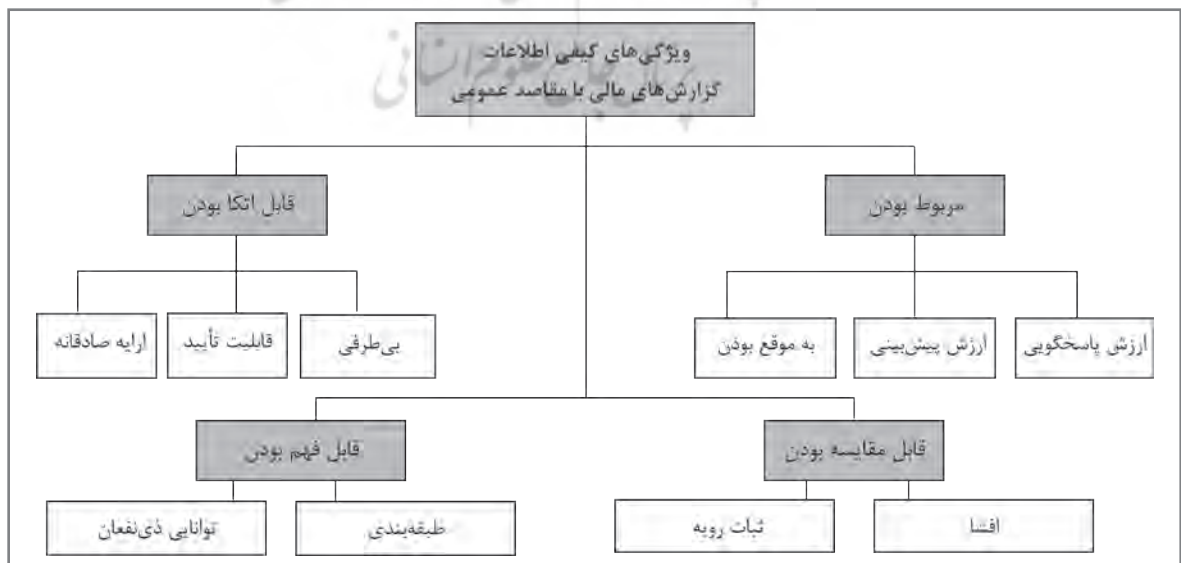 ویژگی‌های کیفی اطلاعات
گزارش‌های مالی با مقاصد عمومی
مربوط بودن
قابل اتکا بودن
ارزش پاسخگویی
ارزش پیش‌بینی
به موقع بودن
بی‌طرفی
قابلیت تأیید
ارایه صادقانه
قابل مقایسه بودن
قابل فهم بودن
افشا
ثبات رویه
طبقه‌بندی
توانایی ذی‌نفعان